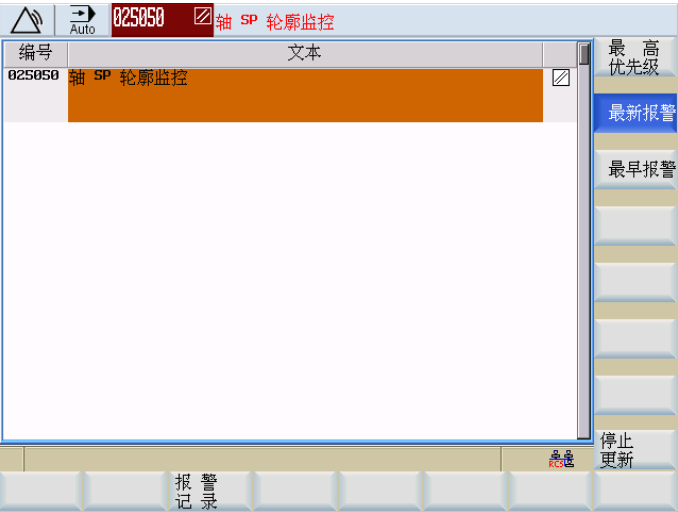 Auto
025050
轴 SP 轮廓监控
编号
文本
025050 轴 SP 轮廓监控
最 高
优先级
最新报警
最早报警
停止
更新
RCS
报 警
记 录